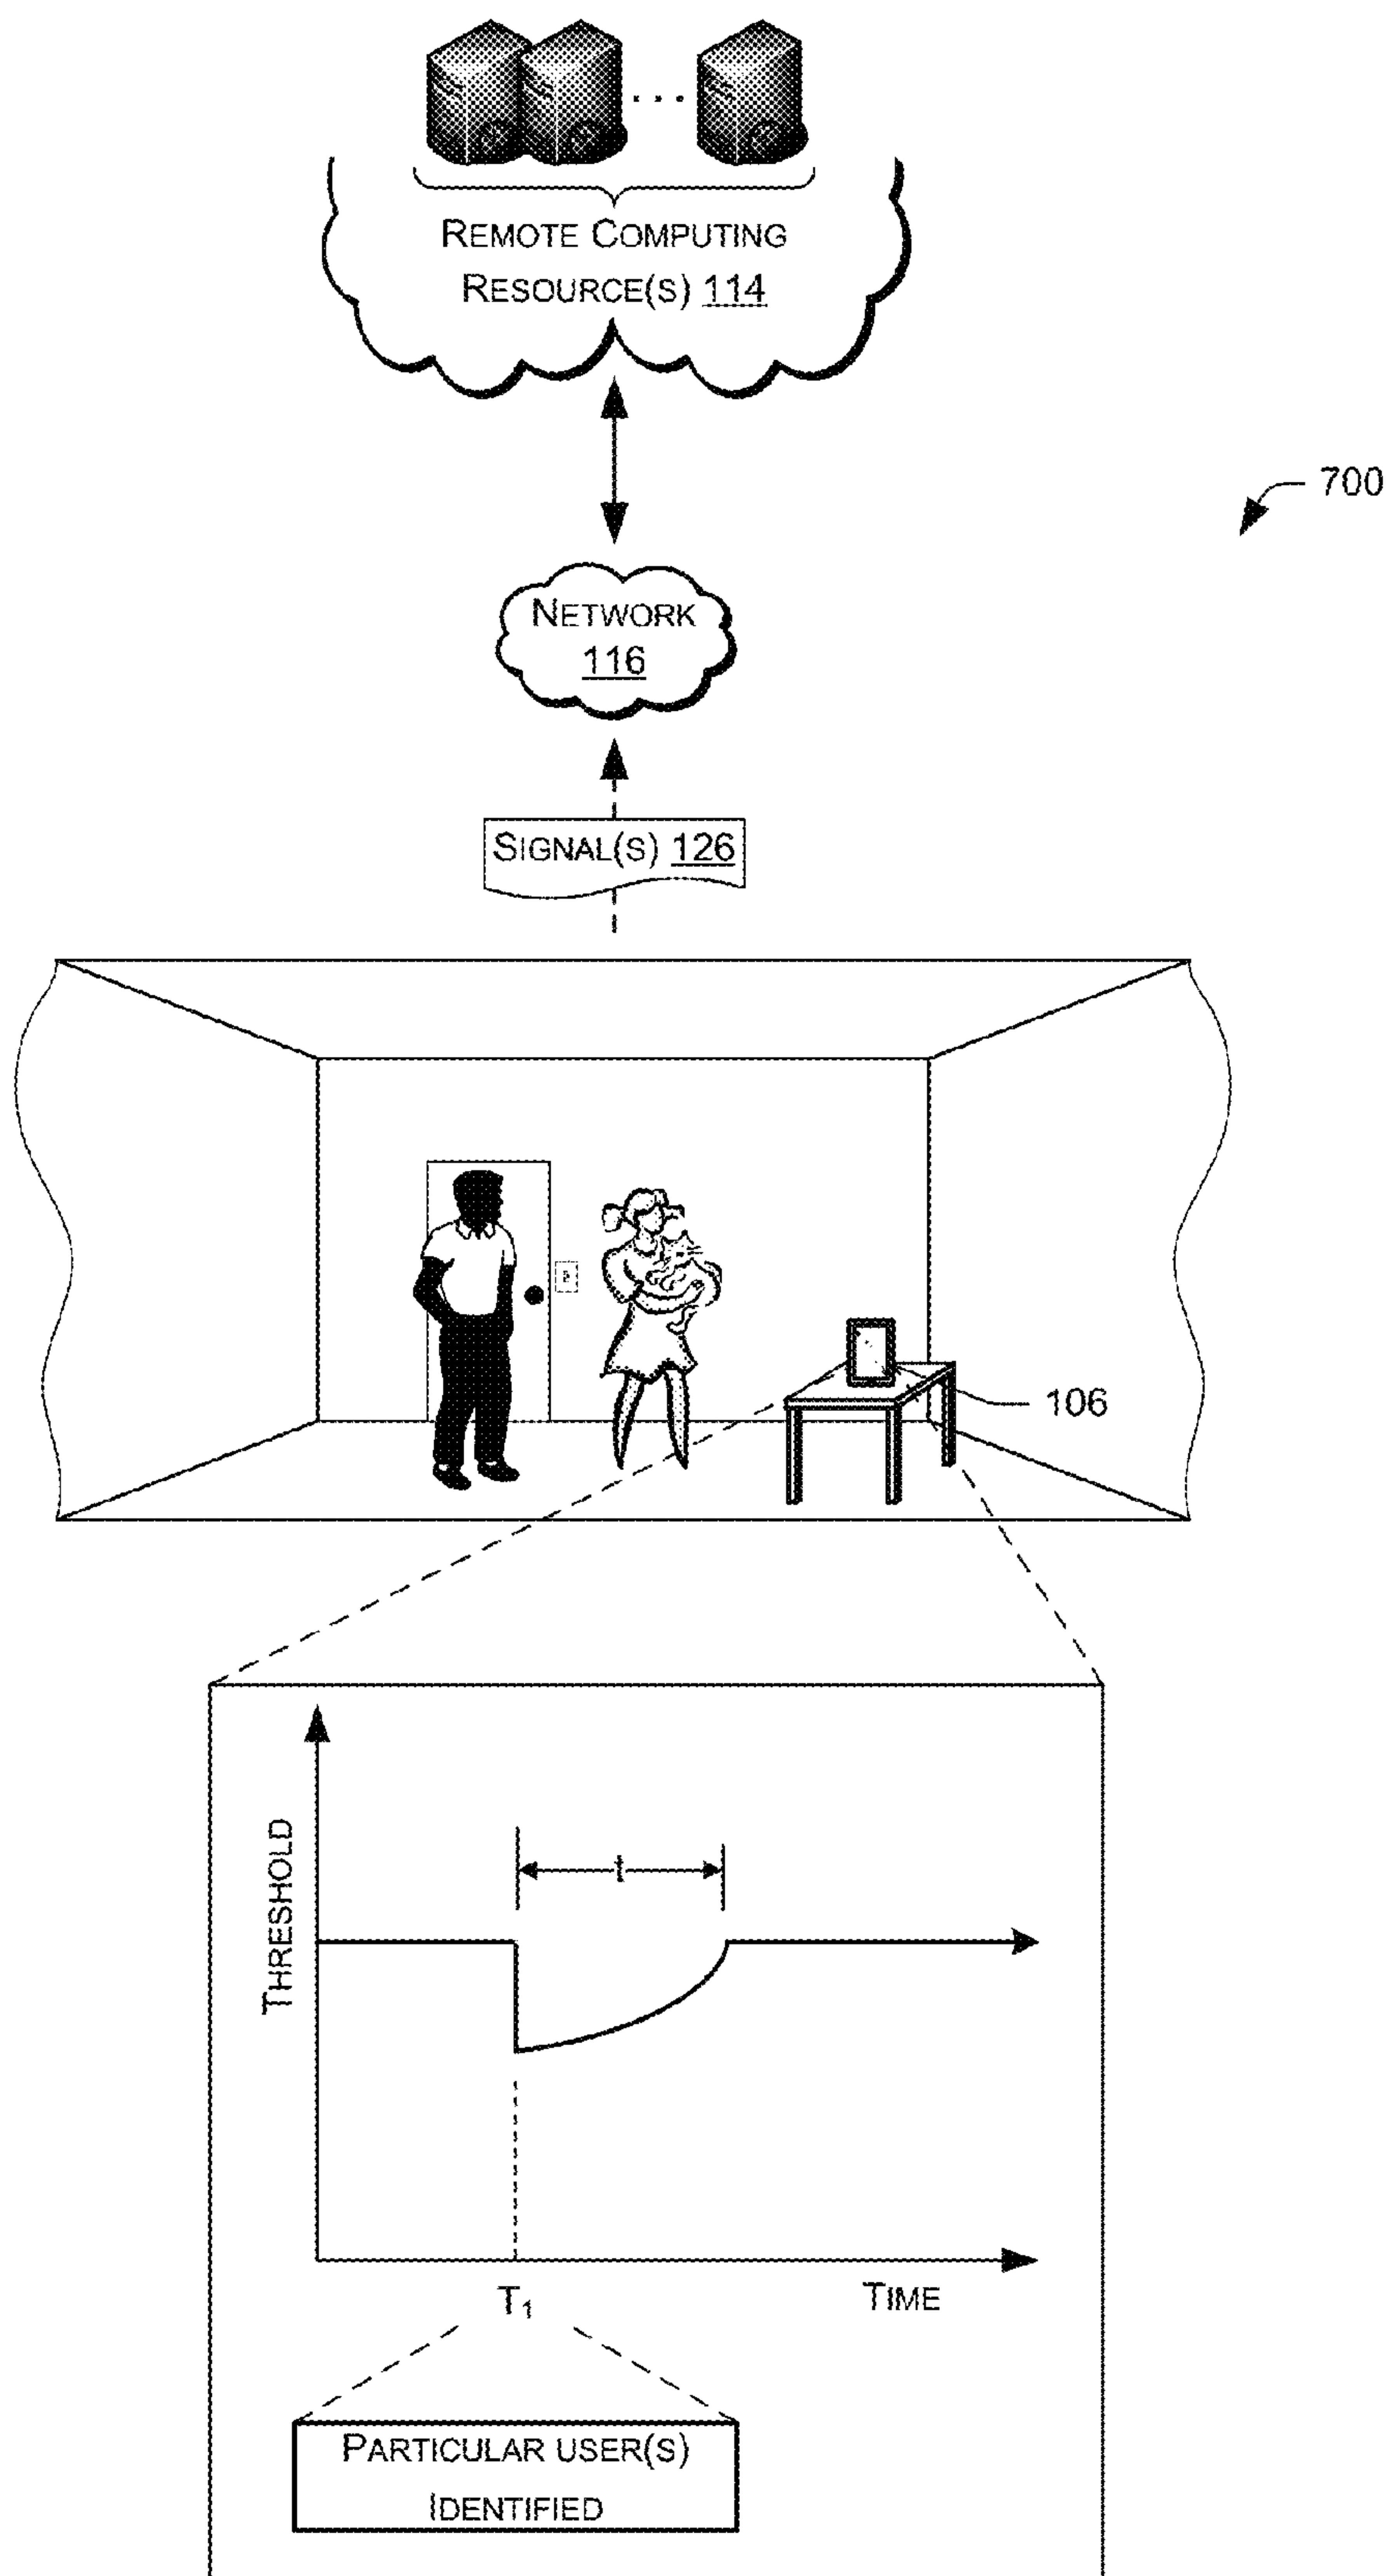 REMOTE COMPUTING
RESOURCE(S) 114
700
NETWORK
116
SIGNAL(S) 126
106
THRESHOLD
t
T1
TIME
PARTICULAR USER(S)
IDENTIFIED